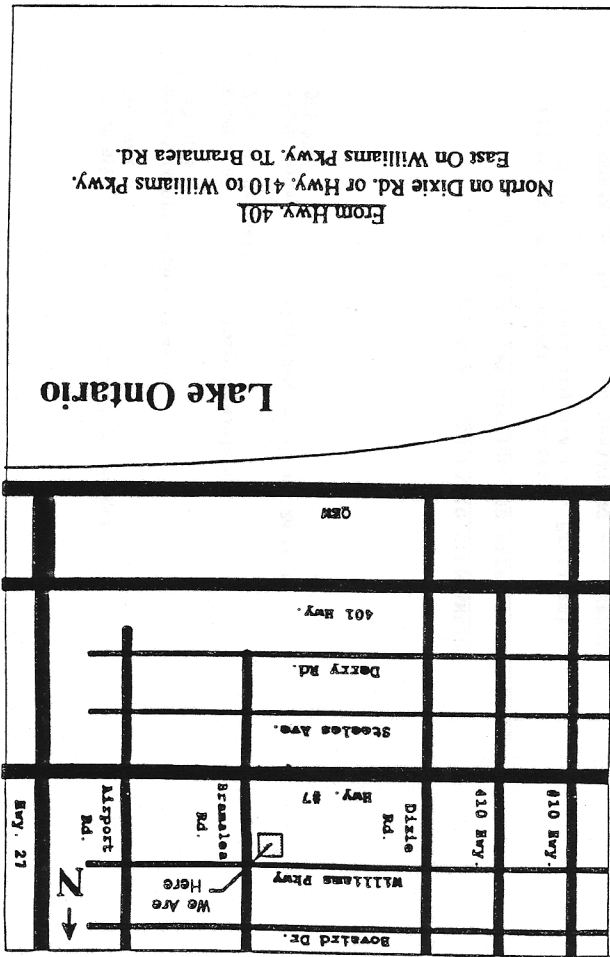 Bovaird Dr.
N
We Are
Here
Williams Pkwy
#10 Hwy.
410 Hwy.
Dixie
Rd.
Hwy. #7
Bramalea
Rd.
Airport
Rd.
Hwy. 27
Steeles Ave.
Derry Rd.
401 Hwy.
QEW
Lake Ontario
From Hwy. 401
North on Dixie Rd. or Hwy. 410 to Williams Pkwy.
East On Williams Pkwy. To Bramalea Rd.